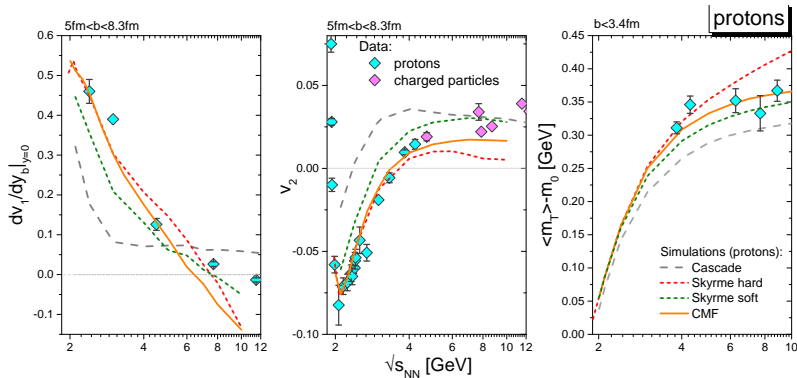 protons
5fm<b<8.3fm
dv₁/dy_b|y=0
0.6
0.5
0.4
0.3
0.2
0.1
0.0
-0.1
2 4 6 8 10 12
5fm<b<8.3fm
Data:
protons
charged particles
v₂
0.05
0.00
-0.05
-0.10
2 4 6 8 10 12
√s_NN [GeV]
b<3.4fm
<m_T>-m₀ [GeV]
0.45
0.40
0.35
0.30
0.25
0.20
0.15
0.10
0.05
0.00
Simulations (protons):
Cascade
Skyrme hard
Skyrme soft
CMF
2 4 6 8 10